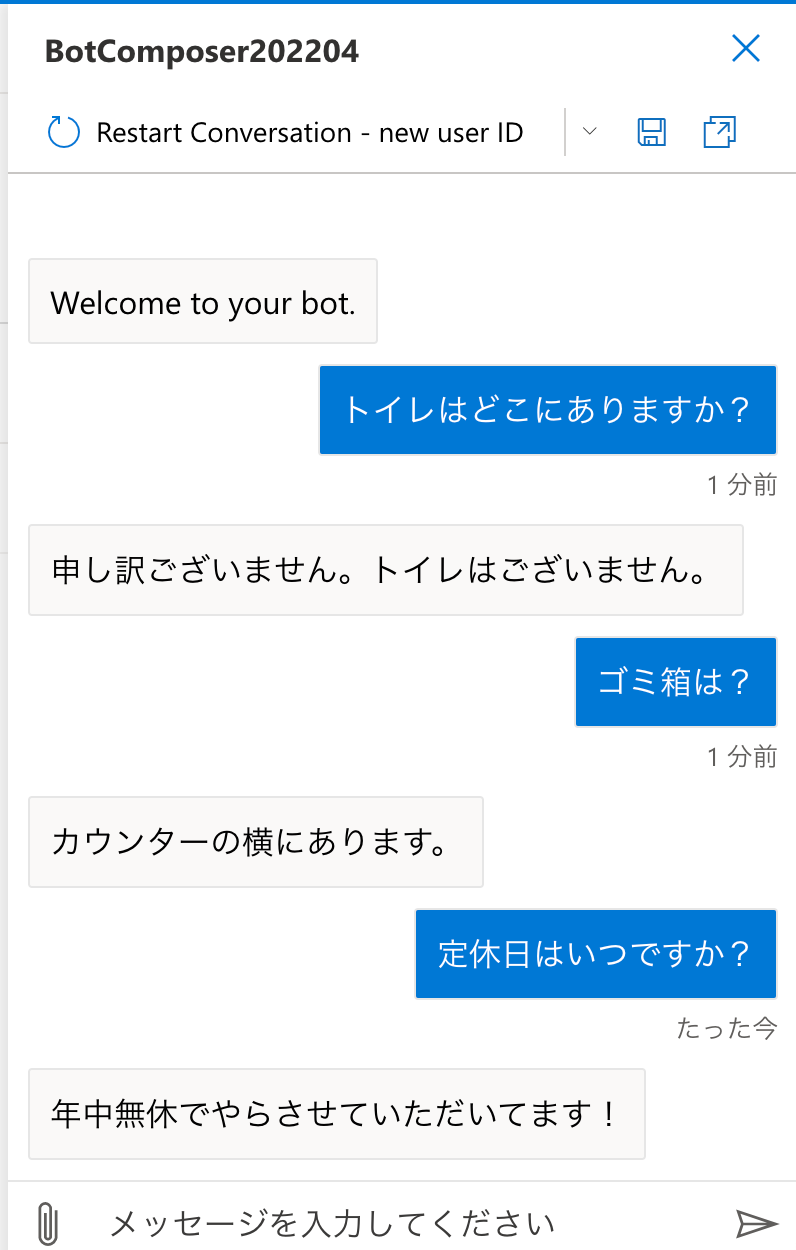 BotComposer202204
Restart Conversation - new user ID
Welcome to your bot.
トイレはどこにありますか？
1 分前
申し訳ございません。トイレはございません。
ゴミ箱は？
1 分前
カウンターの横にあります。
定休日はいつですか？
たった今
年中無休でやらさせていただいてます！
メッセージを入力してください